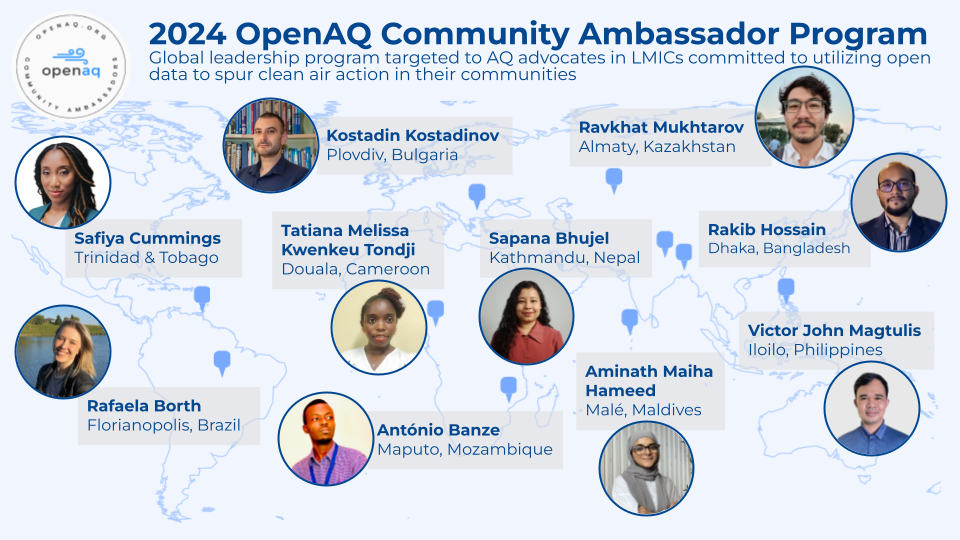 OPENAQ.ORG
openaq
COMMUNITY AMBASSADORS
2024 OpenAQ Community Ambassador Program
Global leadership program targeted to AQ advocates in LMICs committed to utilizing open
data to spur clean air action in their communities
Kostadin Kostadinov
Plovdiv, Bulgaria
Ravkhat Mukhtarov
Almaty, Kazakhstan
Safiya Cummings
Trinidad & Tobago
Tatiana Melissa
Kwenkeu Tondji
Douala, Cameroon
Sapana Bhujel
Kathmandu, Nepal
Rakib Hossain
Dhaka, Bangladesh
Victor John Magtulis
Iloilo, Philippines
Aminath Maiha
Hameed
Malé, Maldives
Rafaela Borth
Florianopolis, Brazil
António Banze
Maputo, Mozambique